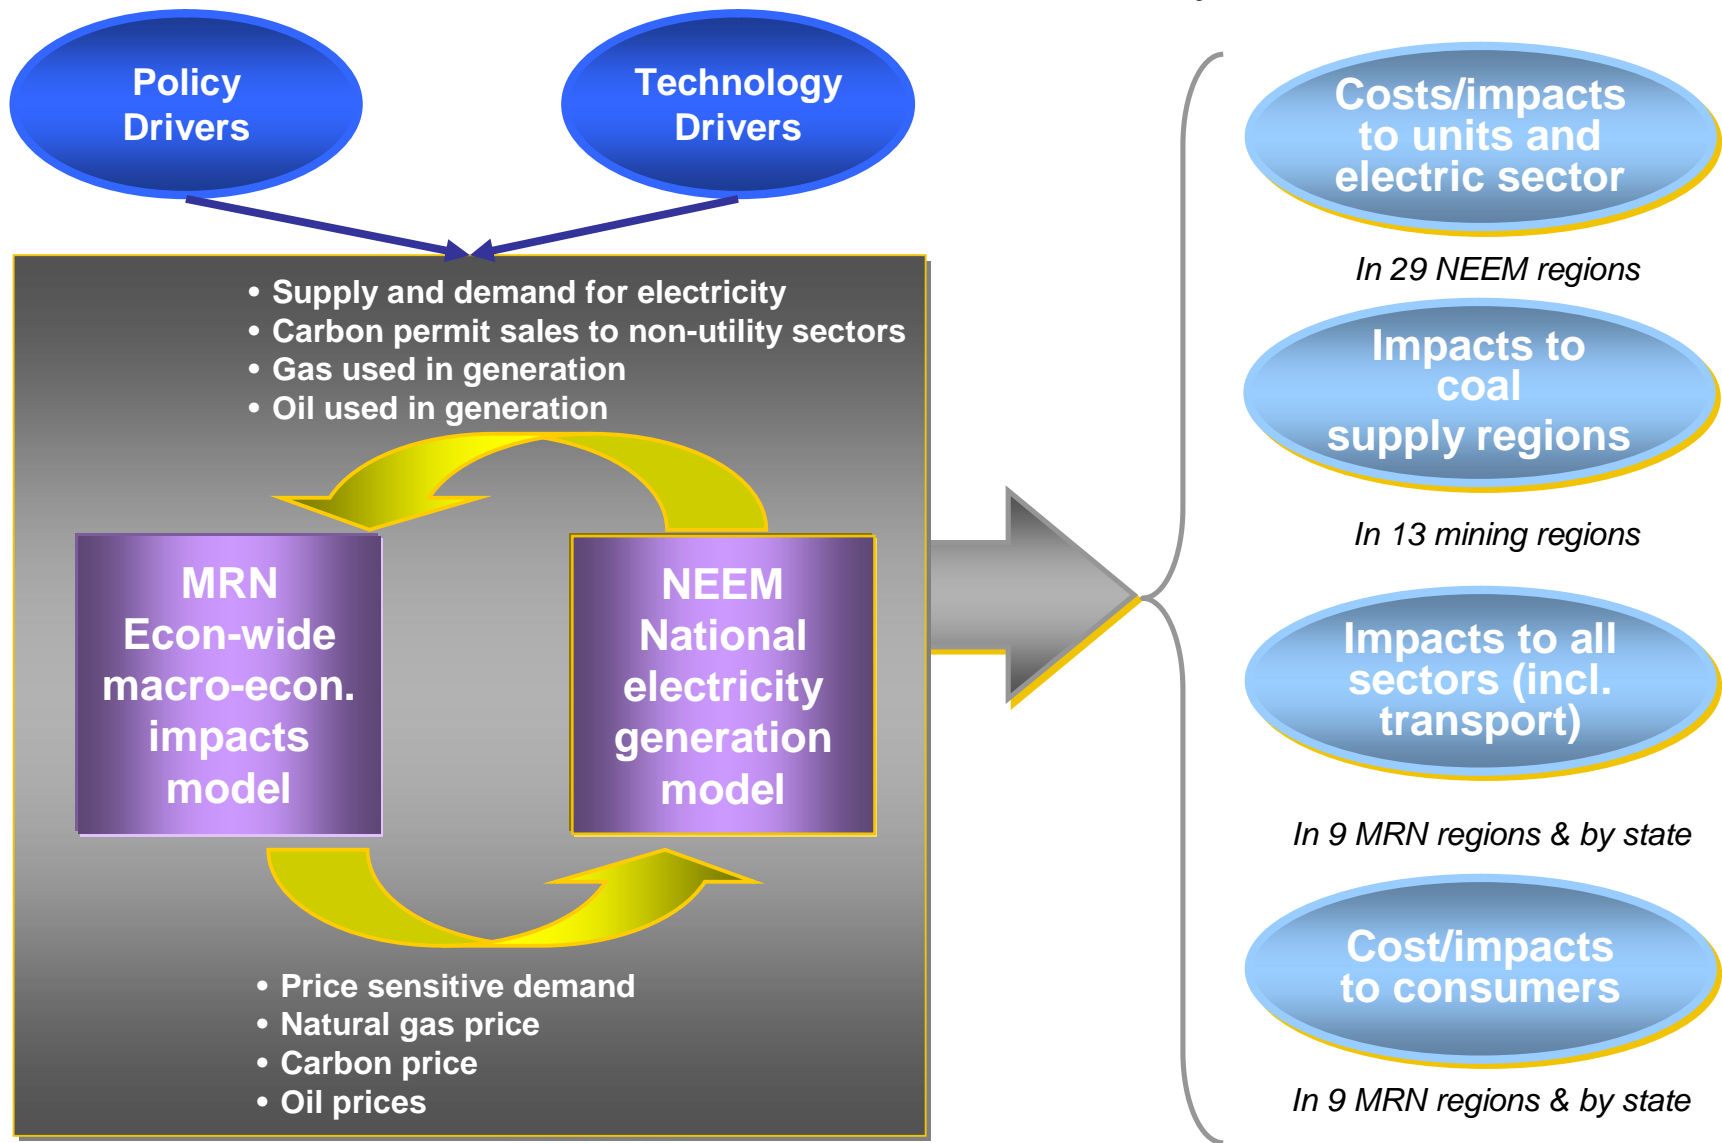 Policy
Drivers
Technology
Drivers
• Supply and demand for electricity
• Carbon permit sales to non-utility sectors
• Gas used in generation
• Oil used in generation
MRN
Econ-wide
macro-econ.
impacts
model
NEEM
National
electricity
generation
model
• Price sensitive demand
• Natural gas price
• Carbon price
• Oil prices
Costs/impacts
to units and
electric sector
In 29 NEEM regions
Impacts to
coal
supply regions
In 13 mining regions
Impacts to all
sectors (incl.
transport)
In 9 MRN regions & by state
Cost/impacts
to consumers
In 9 MRN regions & by state